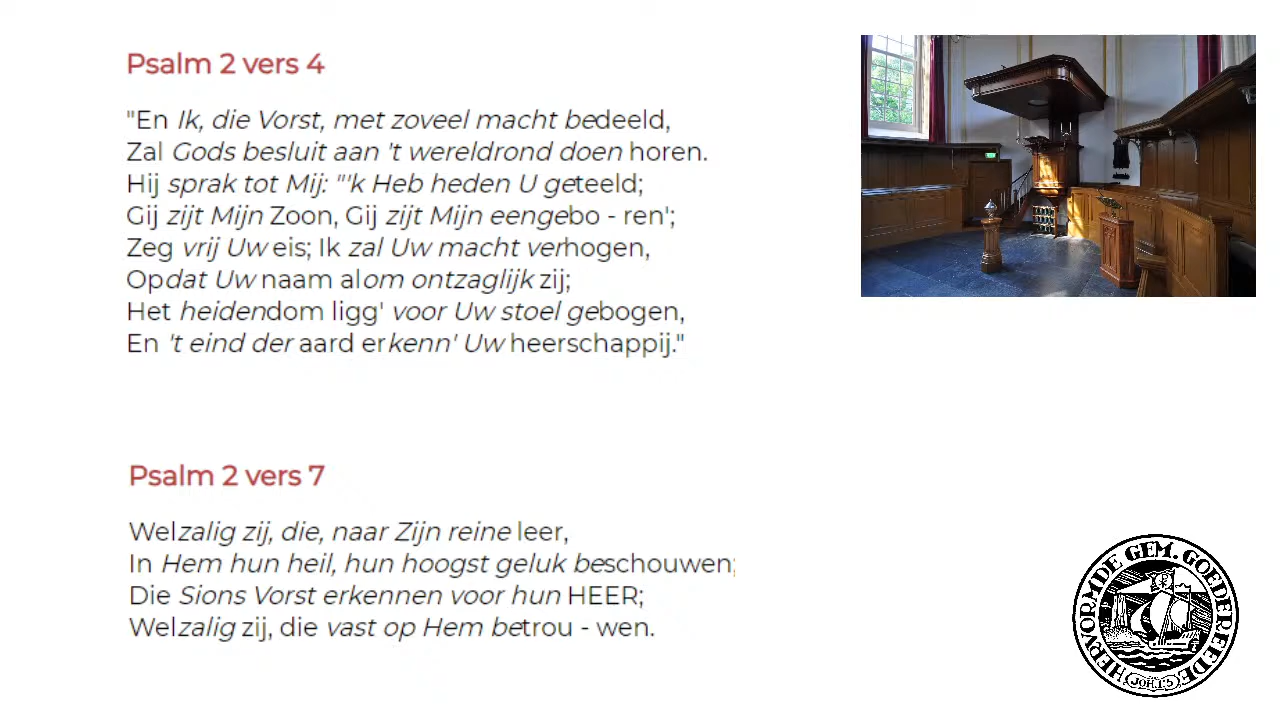 Psalm 2 vers 4
"En Ik, die Vorst, met zoveel macht bedeeld,
Zal Gods besluit aan 't wereldrond doen horen.
Hij sprak tot Mij: "'k Heb heden U geteeld;
Gij zijt Mijn Zoon, Gij zijt Mijn eengebo - ren';
Zeg vrij Uw eis; Ik zal Uw macht verhogen,
Opdat Uw naam alom ontzaglijk zij;
Het heidendom ligg' voor Uw stoel gebogen,
En 't eind der aard erkenn' Uw heerschappij."
Psalm 2 vers 7
Welzalig zij, die, naar Zijn reine leer,
In Hem hun heil, hun hoogst geluk beschouwen;
Die Sions Vorst erkennen voor hun HEER;
Welzalig zij, die vast op Hem betrou - wen.
HERVORMDE GEM. GOEDEREEDE
JOH.1:5